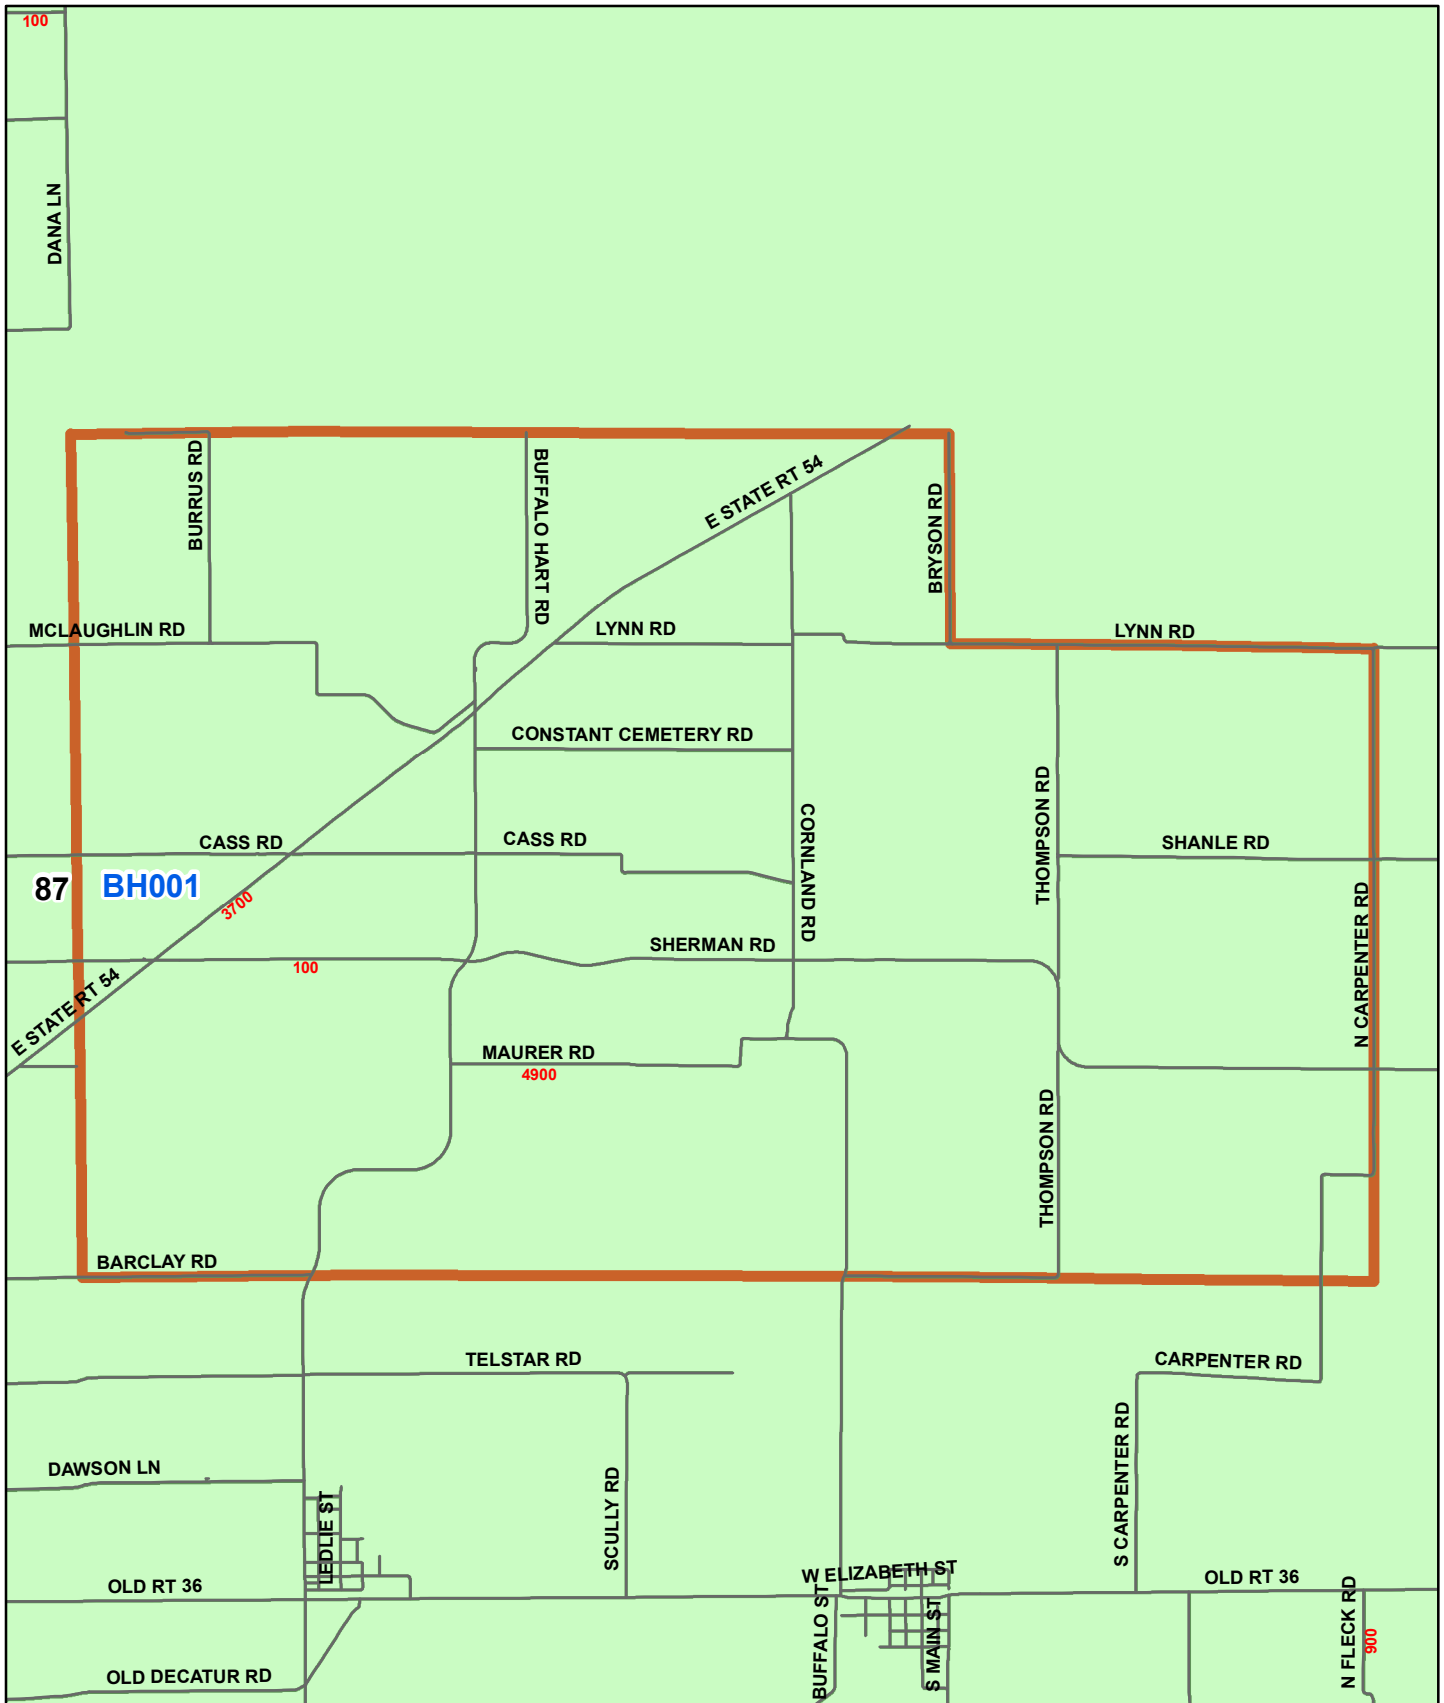 100
DANA LN
BURRUS RD
BUFFALO HART RD
E STATE RT 54
BRYSON RD
MCLAUGHLIN RD
LYNN RD
LYNN RD
CONSTANT CEMETERY RD
THOMPSON RD
CORNLAND RD
CASS RD
CASS RD
SHANLE RD
87
BH001
3700
N CARPENTER RD
SHERMAN RD
100
E STATE RT 54
MAURER RD
4900
THOMPSON RD
BARCLAY RD
TELSTAR RD
CARPENTER RD
S CARPENTER RD
DAWSON LN
SCULLY RD
LEDLIE ST
W ELIZABETH ST
OLD RT 36
OLD RT 36
BUFFALO ST
S MAIN ST
N FLECK RD
900
OLD DECATUR RD